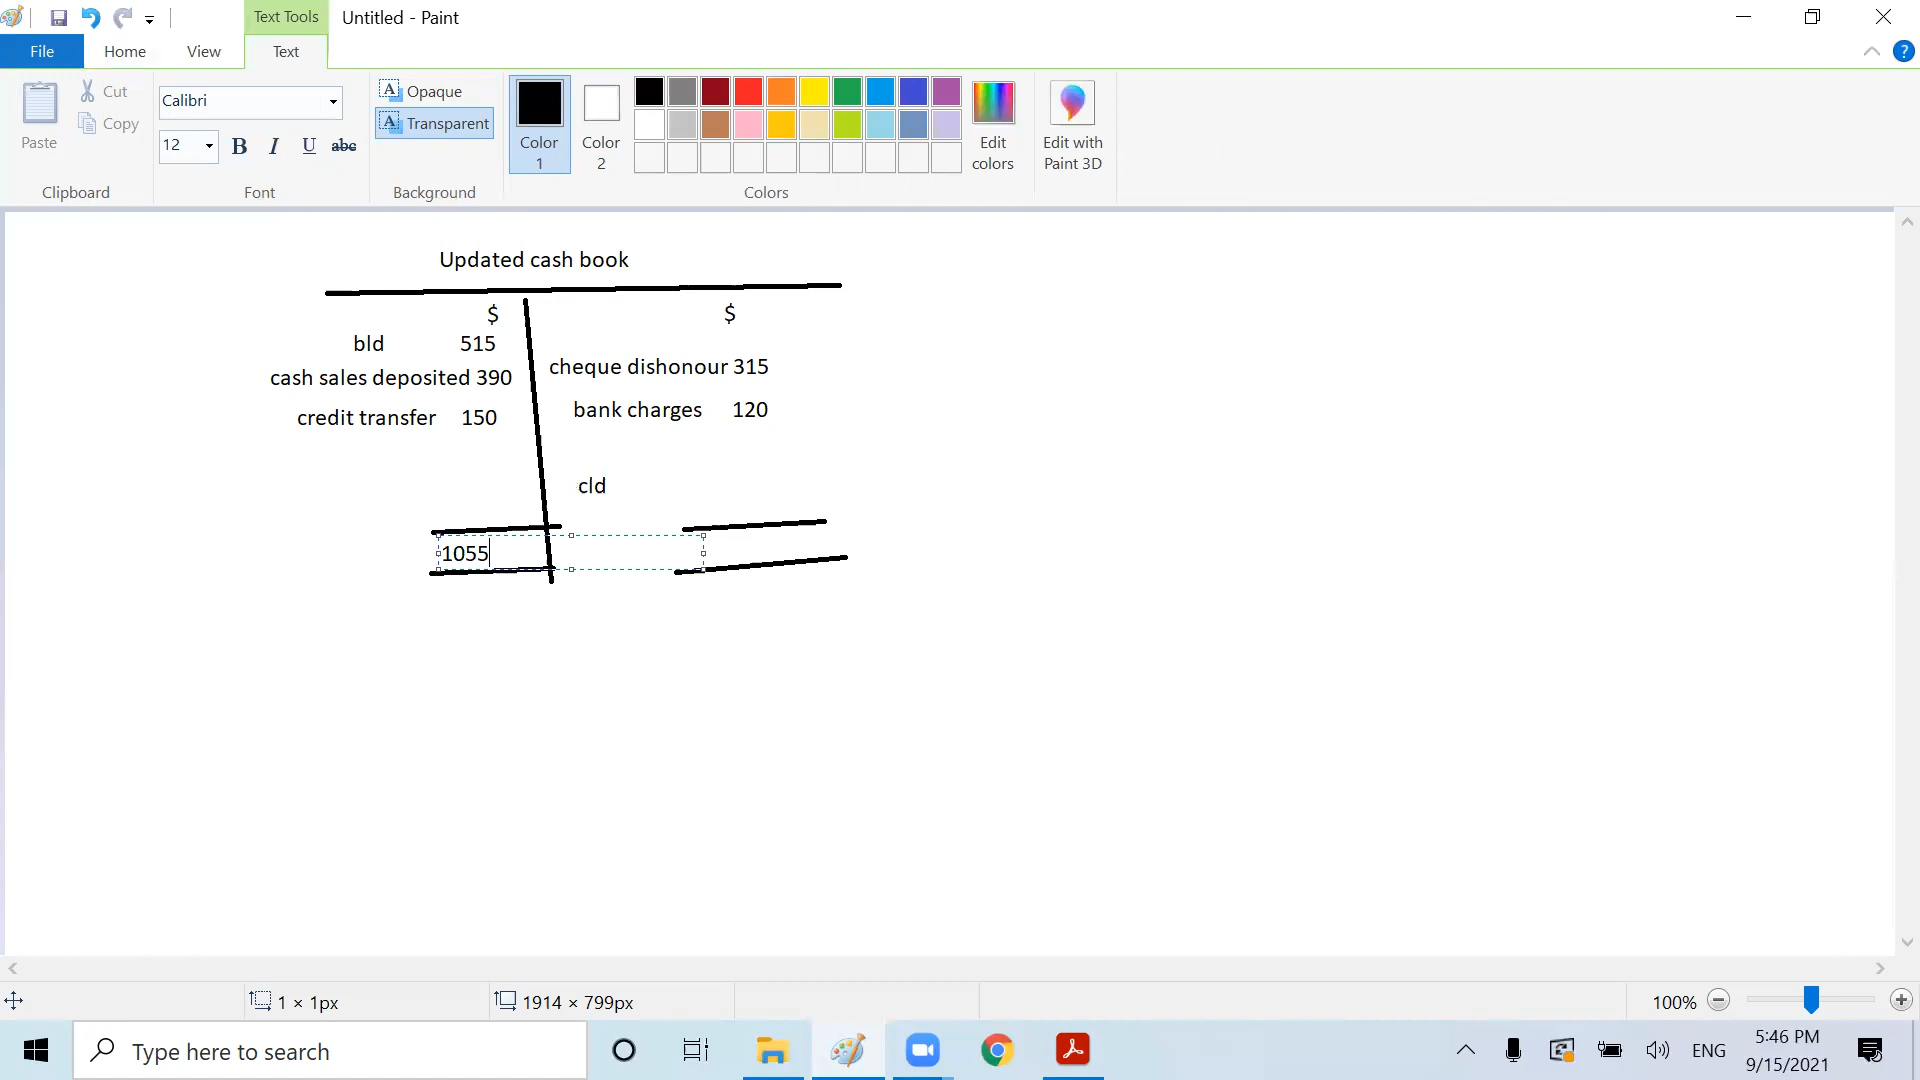 Text Tools
Untitled - Paint
File
Home
View
Text
?
Paste
Cut
Copy
Clipboard
Calibri
12
B I U abc
Font
A Opaque
A Transparent
Background
Color
1
Color
2
Colors
Edit
colors
Edit with
Paint 3D
Updated cash book
$ $
bld 515
cheque dishonour 315
cash sales deposited 390
bank charges 120
credit transfer 150
cld
1055
1 × 1px
1914 × 799px
100%
Type here to search
ENG
5:46 PM
9/15/2021